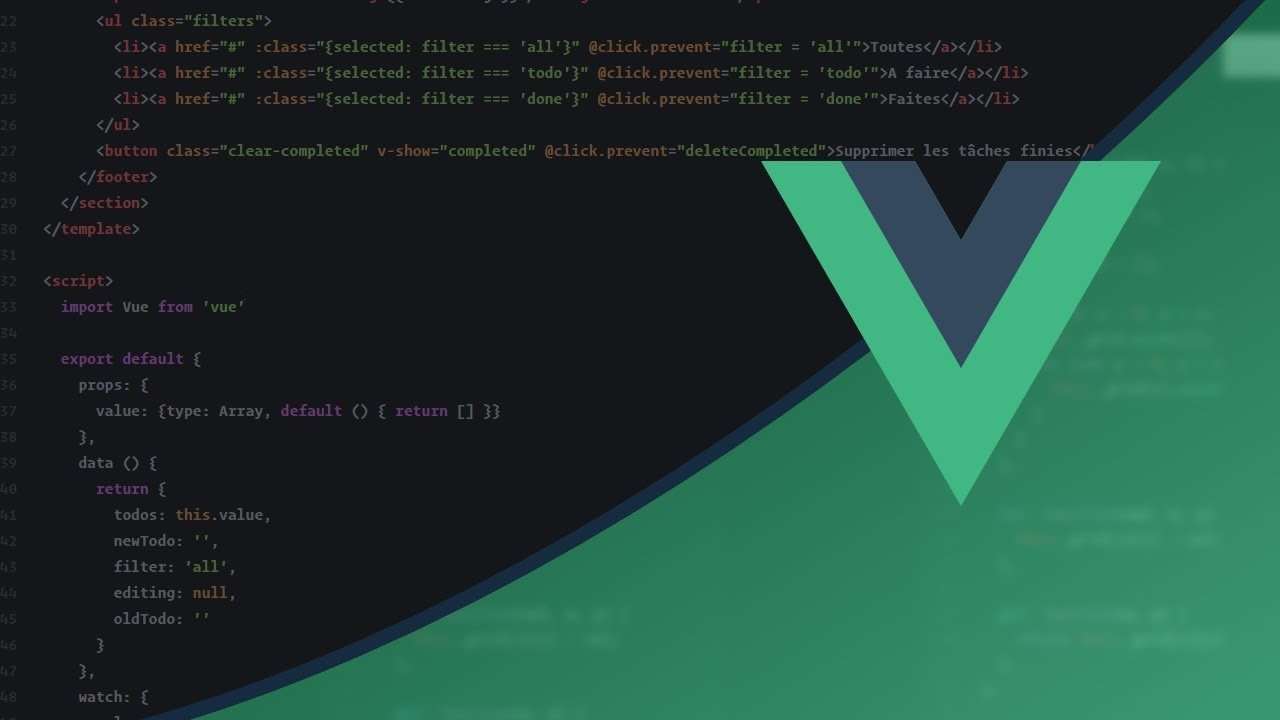 22 <ul class="filters">
23 <li><a href="#" :class="{selected: filter === 'all'}" @click.prevent="filter = 'all'">Toutes</a></li>
24 <li><a href="#" :class="{selected: filter === 'todo'}" @click.prevent="filter = 'todo'">A faire</a></li>
25 <li><a href="#" :class="{selected: filter === 'done'}" @click.prevent="filter = 'done'">Faites</a></li>
26 </ul>
27 <button class="clear-completed" v-show="completed" @click.prevent="deleteCompleted">Supprimer les tâches finies</
28 </footer>
29 </section>
30 </template>
31
32 <script>
33 import Vue from 'vue'
34
35 export default {
36 props: {
37 value: {type: Array, default () { return [] }}
38 },
39 data () {
40 return {
41 todos: this.value,
42 newTodo: '',
43 filter: 'all',
44 editing: null,
45 oldTodo: ''
46 }
47 },
48 watch: {